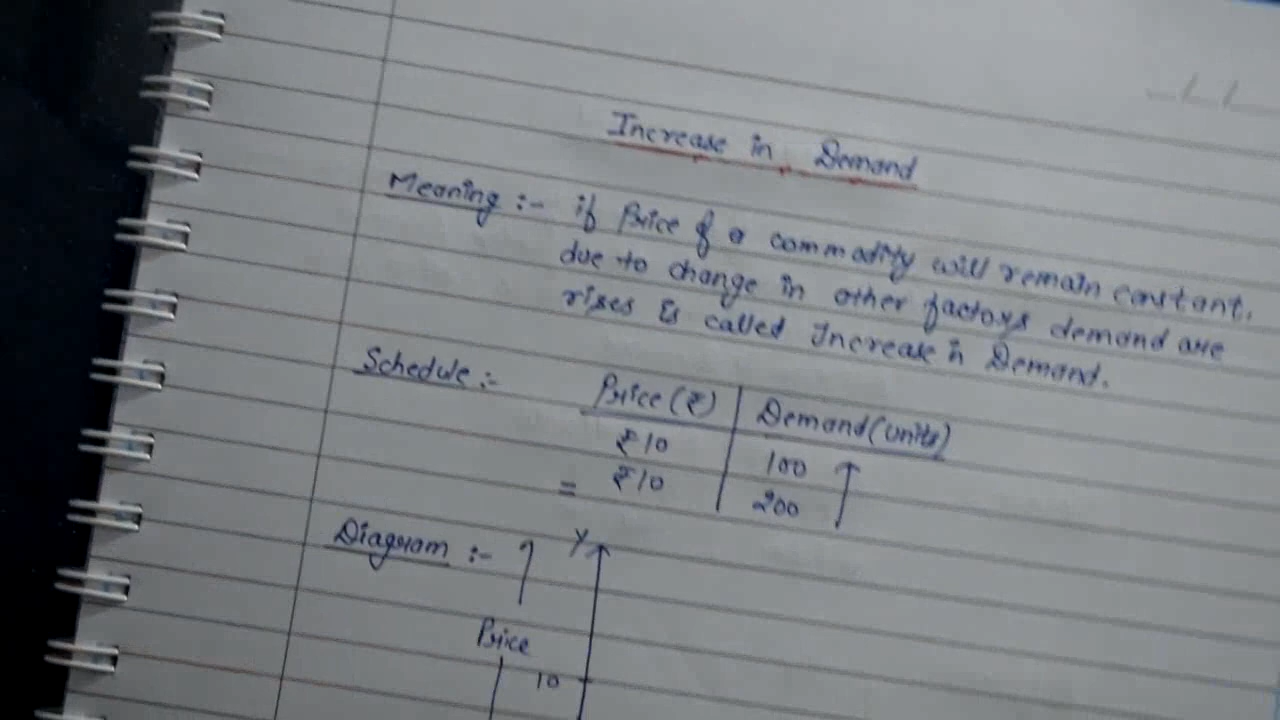 Increase in Demand
Meaning :- if Price of a commodity will remain constant.
due to change in other factors demand are
rises is called Increase in Demand.
Schedule :-
Price (₹) Demand (units)
₹10 100
= ₹10 200
Diagram :- Y
Price
10